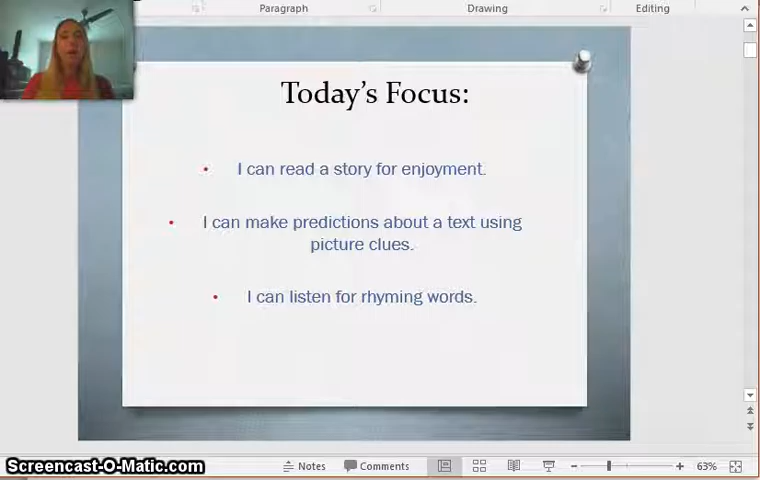 Paragraph Drawing Editing
Today's Focus:
• I can read a story for enjoyment.
• I can make predictions about a text using
picture clues.
• I can listen for rhyming words.
Screencast-O-Matic.com Notes Comments 63%